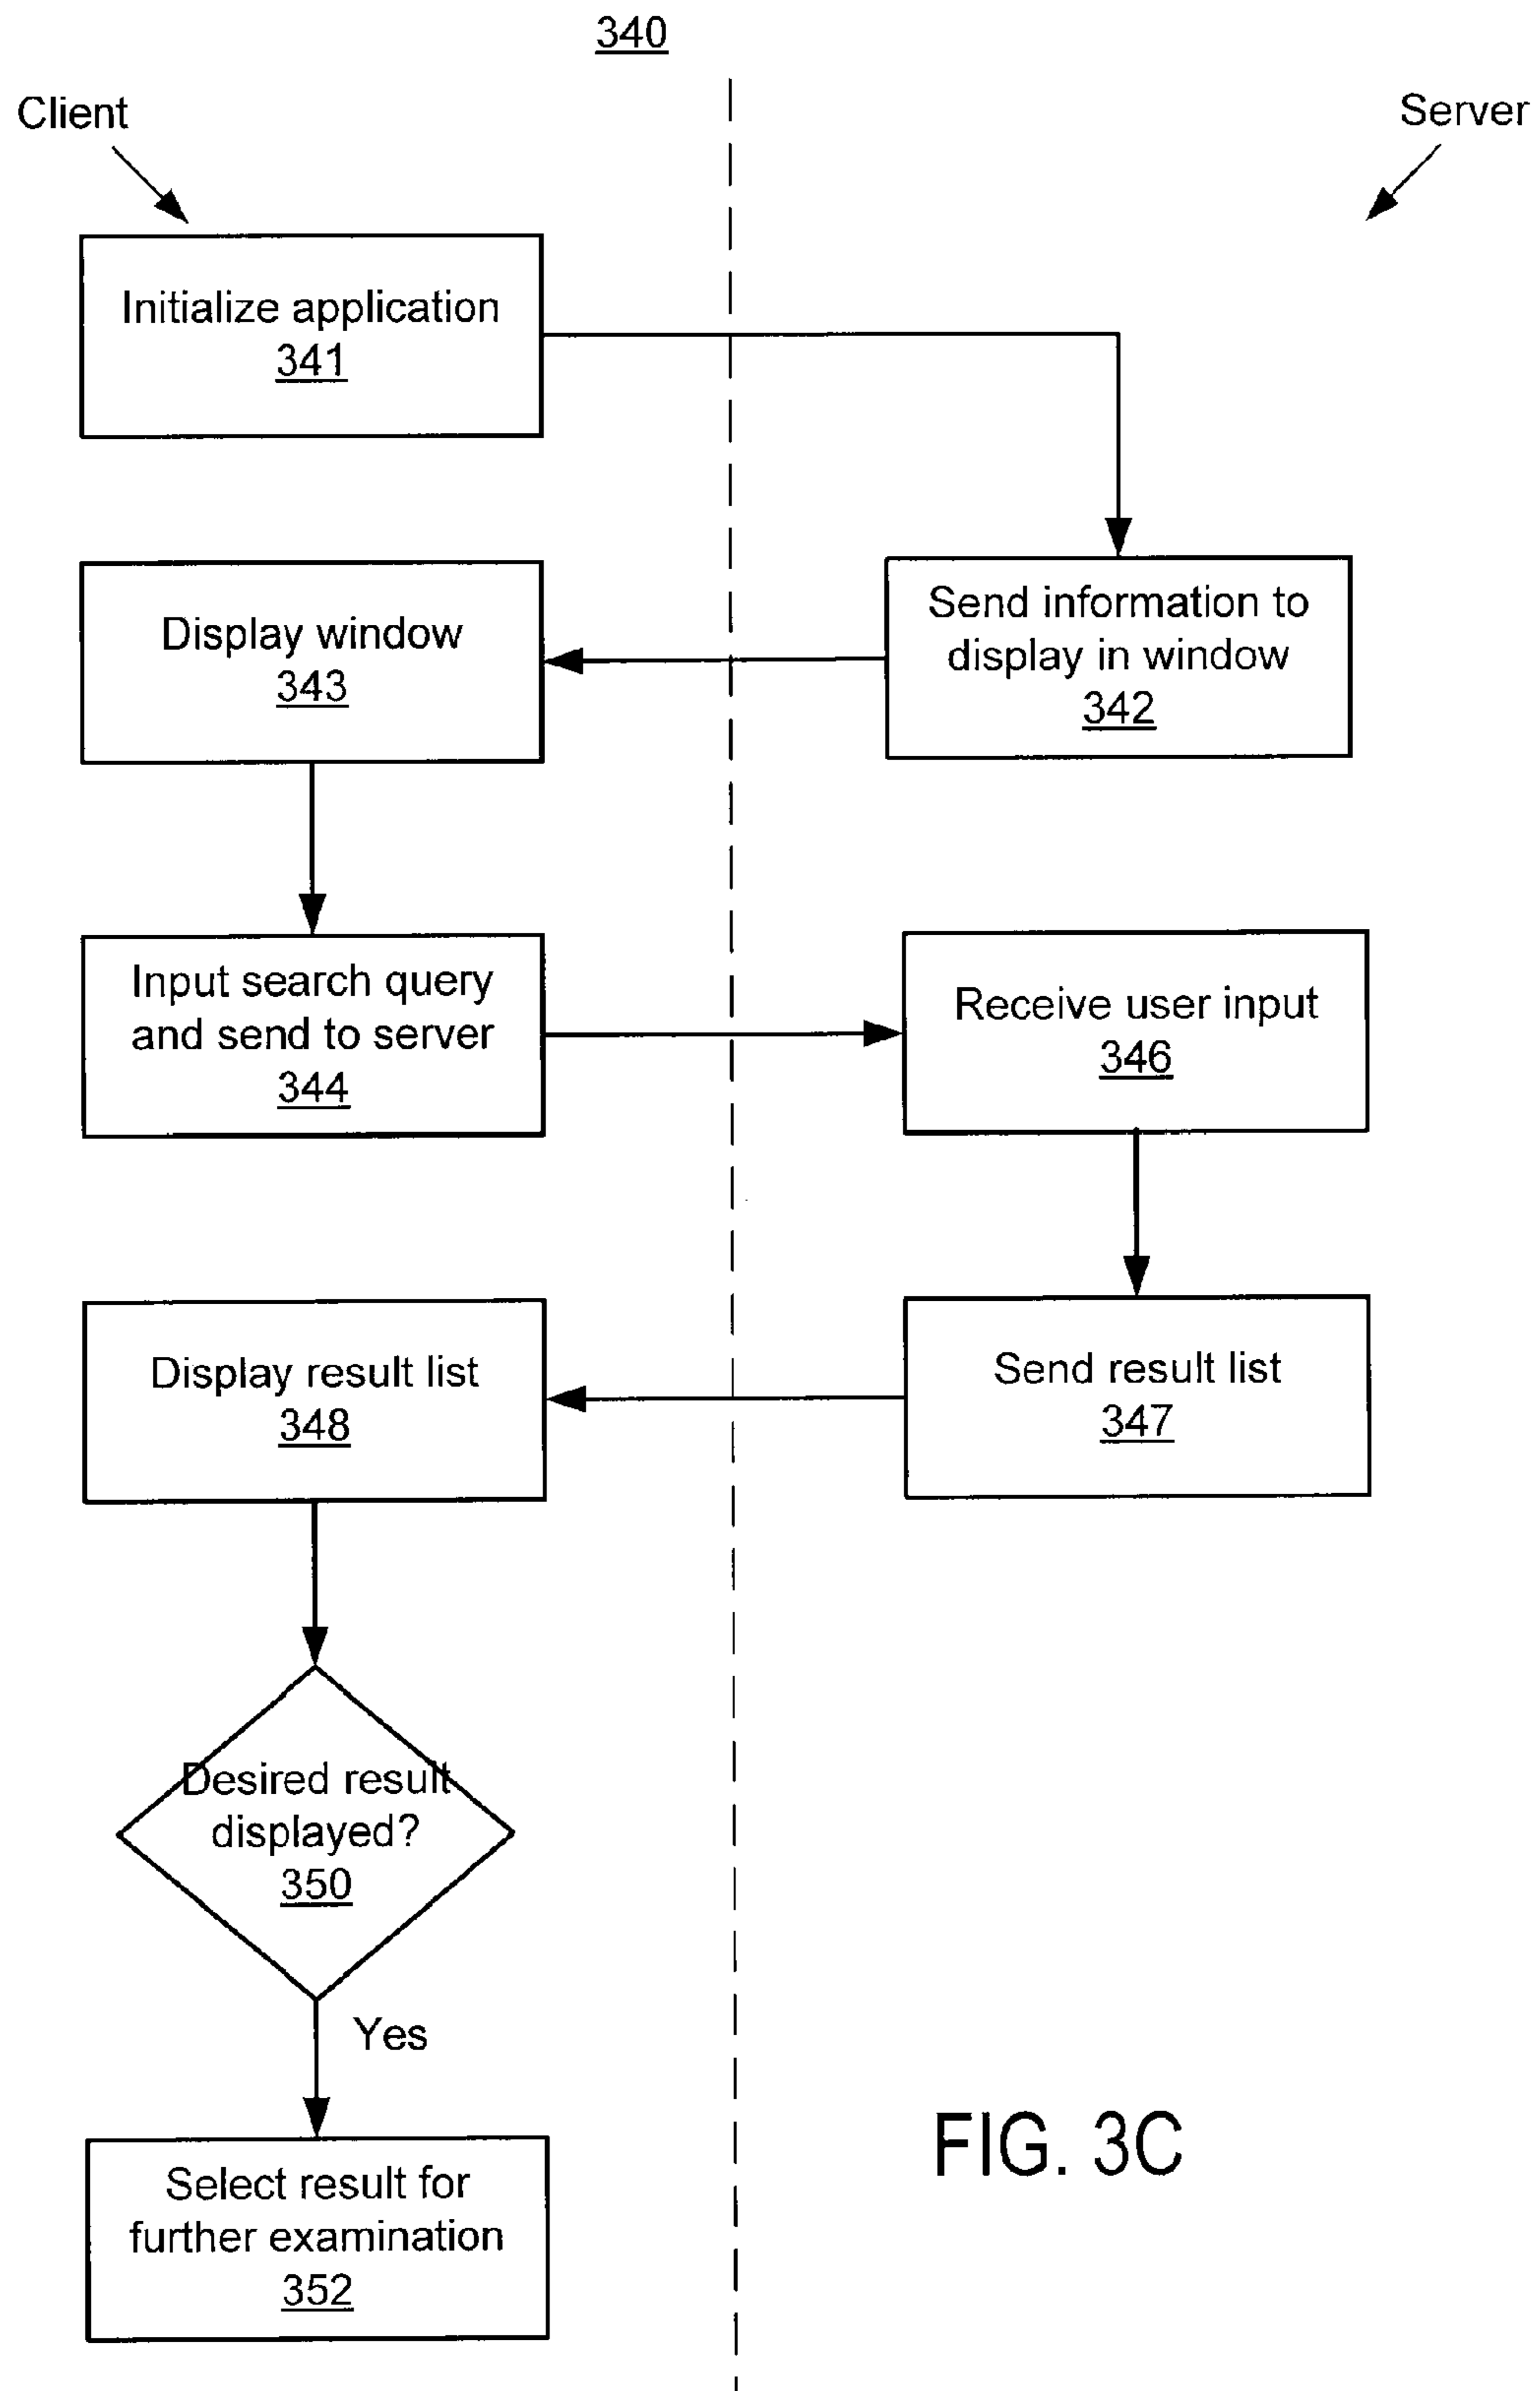 340
Client
Server
Initialize application
341
Send information to
display in window
342
Display window
343
Input search query
and send to server
344
Receive user input
346
Send result list
347
Display result list
348
Desired result
displayed?
350
Yes
Select result for
further examination
352
FIG. 3C